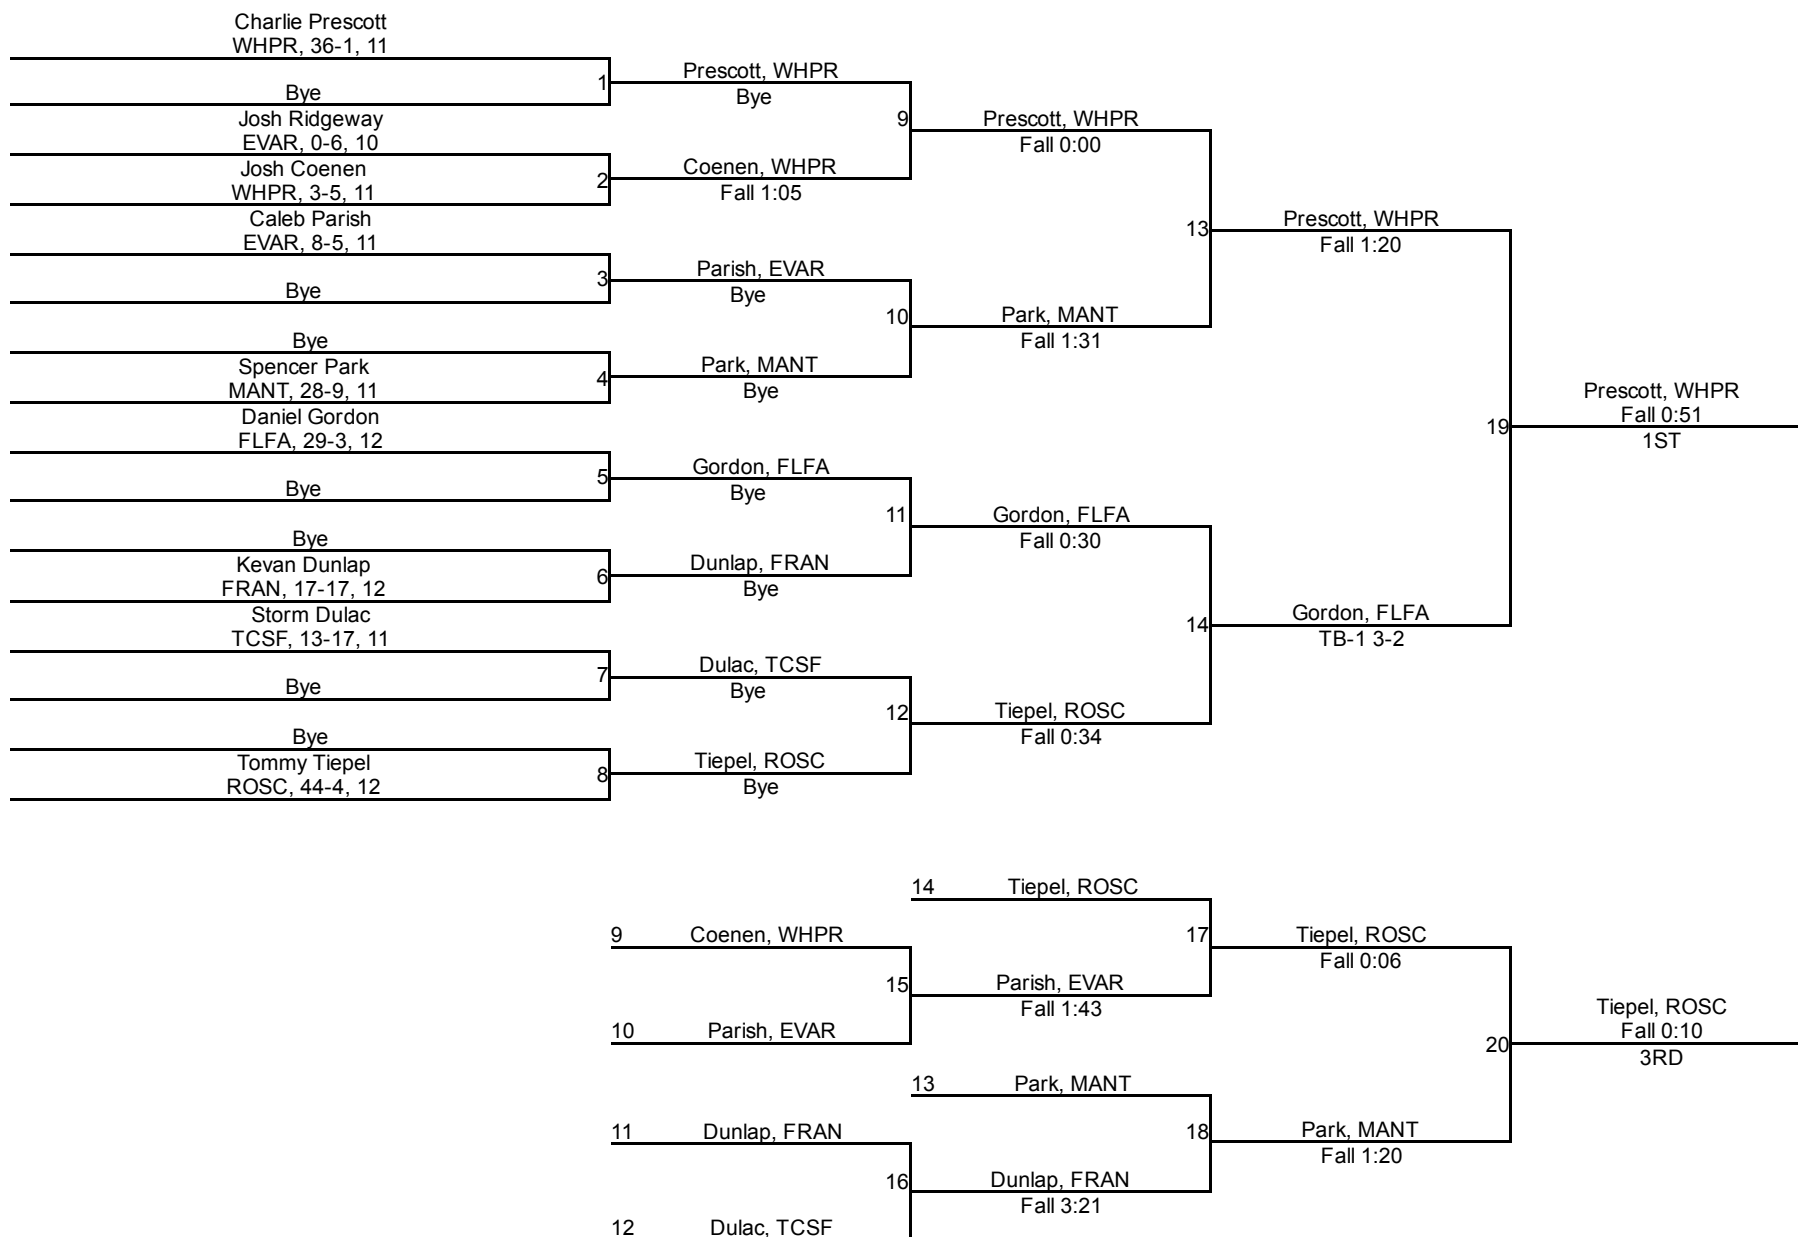 Charlie Prescott
WHPR, 36-1, 11
Bye
1
Josh Ridgeway
EVAR, 0-6, 10
Josh Coenen
WHPR, 3-5, 11
2
Caleb Parish
EVAR, 8-5, 11
Bye
3
Bye
Spencer Park
MANT, 28-9, 11
4
Daniel Gordon
FLFA, 29-3, 12
Bye
5
Bye
Kevan Dunlap
FRAN, 17-17, 12
6
Storm Dulac
TCSF, 13-17, 11
Bye
7
Bye
Tommy Tiepel
ROSC, 44-4, 12
8
Prescott, WHPR
Bye
9
Coenen, WHPR
Fall 1:05
Parish, EVAR
Bye
10
Park, MANT
Bye
Gordon, FLFA
Bye
11
Dunlap, FRAN
Bye
Dulac, TCSF
Bye
12
Tiepel, ROSC
Bye
Prescott, WHPR
Fall 0:00
13
Park, MANT
Fall 1:31
Gordon, FLFA
Fall 0:30
14
Tiepel, ROSC
Fall 0:34
Prescott, WHPR
Fall 1:20
19
Gordon, FLFA
TB-1 3-2
Prescott, WHPR
Fall 0:51
1ST
9
Coenen, WHPR
15
10
Parish, EVAR
11
Dunlap, FRAN
16
12
Dulac, TCSF
14
Tiepel, ROSC
17
Parish, EVAR
Fall 1:43
13
Park, MANT
18
Dunlap, FRAN
Fall 3:21
Tiepel, ROSC
Fall 0:06
20
Park, MANT
Fall 1:20
Tiepel, ROSC
Fall 0:10
3RD